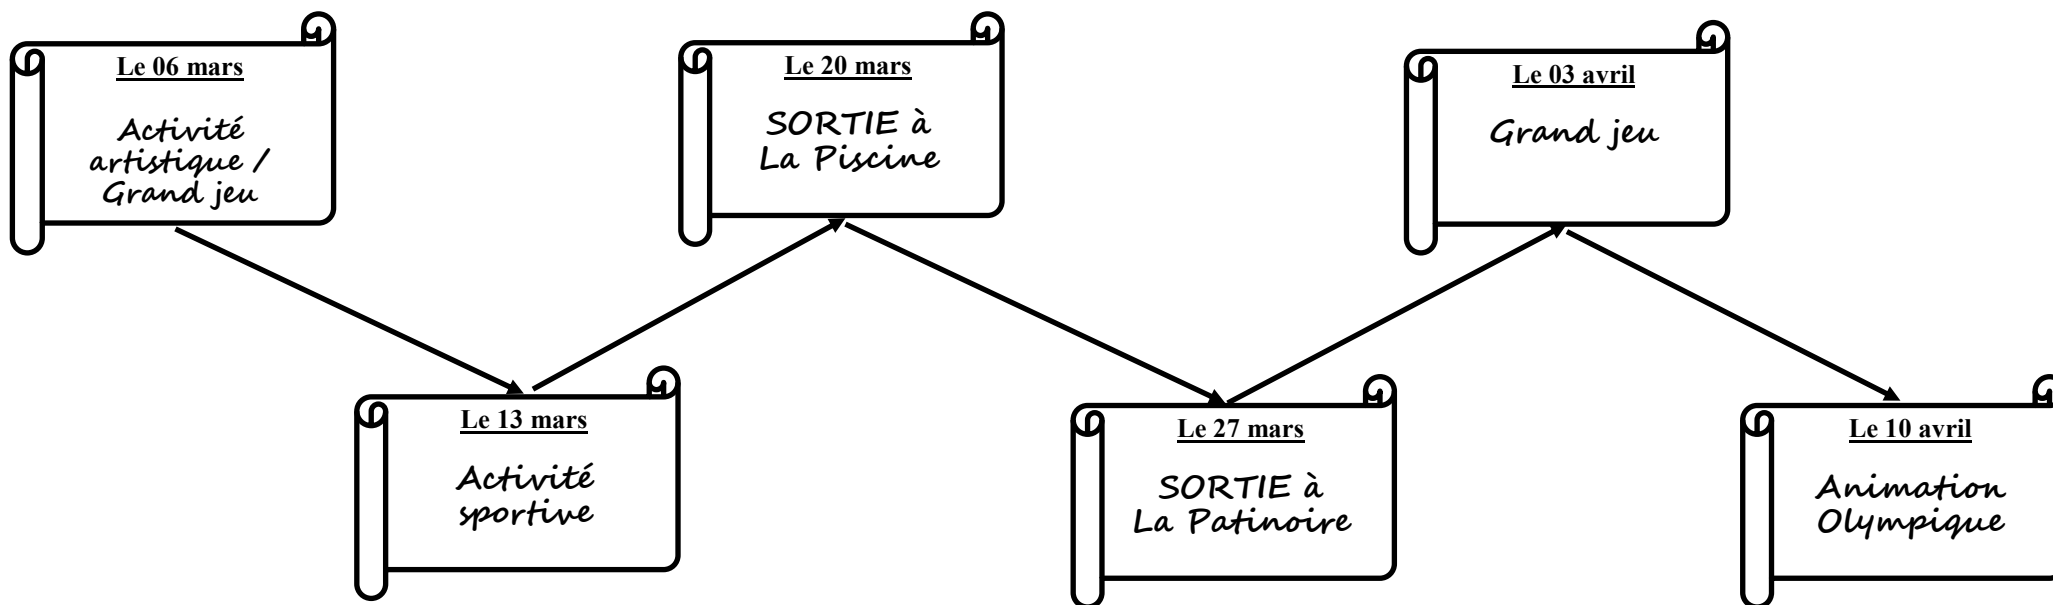 Le 06 mars
Activité
artistique /
Grand jeu
Le 13 mars
Activité
sportive
Le 20 mars
SORTIE à
La Piscine
Le 27 mars
SORTIE à
La Patinoire
Le 03 avril
Grand jeu
Le 10 avril
Animation
Olympique